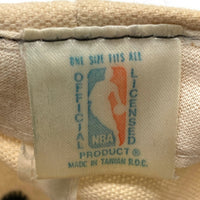 ONE SIZE FITS ALL
OFFICIAL
LICENSED
NBA
PRODUCT®
MADE IN TAIWAN R.O.C.